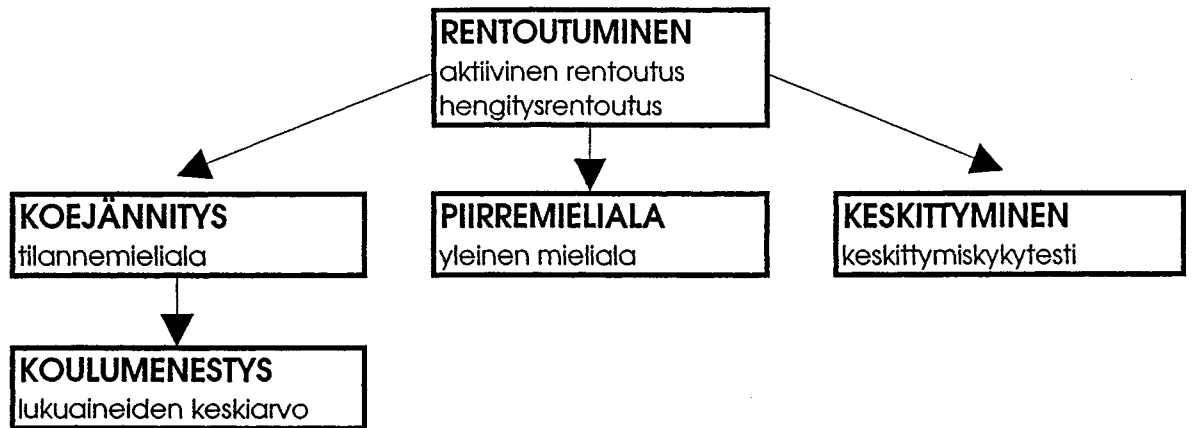 RENTOUTUMINEN
aktiivinen rentoutus
hengitysrentoutus
KOEJÄNNITYS
tilannemieliala
PIIRREMIELIALA
yleinen mieliala
KESKITTYMINEN
keskittymiskykytesti
KOULUMENESTYS
lukuaineiden keskiarvo